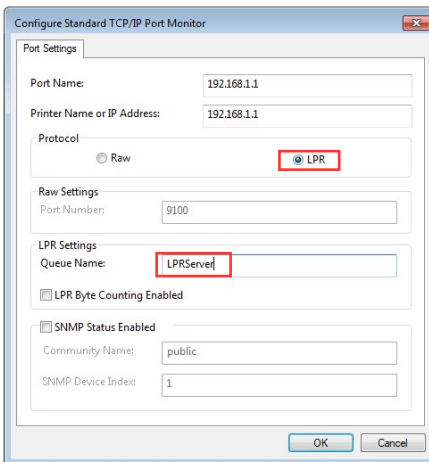 Configure Standard TCP/IP Port Monitor
Port Settings
Port Name: 192.168.1.1
Printer Name or IP Address: 192.168.1.1
Protocol
Raw LPR
Raw Settings
Port Number: 9100
LPR Settings
Queue Name: LPRServer
LPR Byte Counting Enabled
SNMP Status Enabled
Community Name: public
SNMP Device Index: 1
OK Cancel